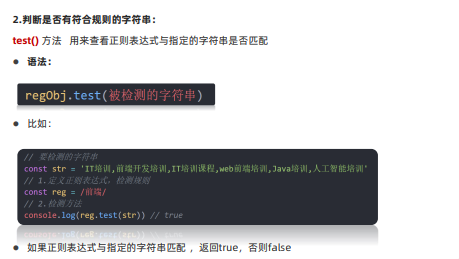 2.判断是否有符合规则的字符串：
test() 方法 用来查看正则表达式与指定的字符串是否匹配
● 语法：
regObj.test(被检测的字符串)
● 比如：
// 要检测的字符串
const str = 'IT培训,前端开发培训,IT培训课程,web前端培训,Java培训,人工智能培训'
// 1.定义正则表达式，检测规则
const reg = /前端/
// 2.检测方法
console.log(reg.test(str)) // true
● 如果正则表达式与指定的字符串匹配 ，返回true，否则false